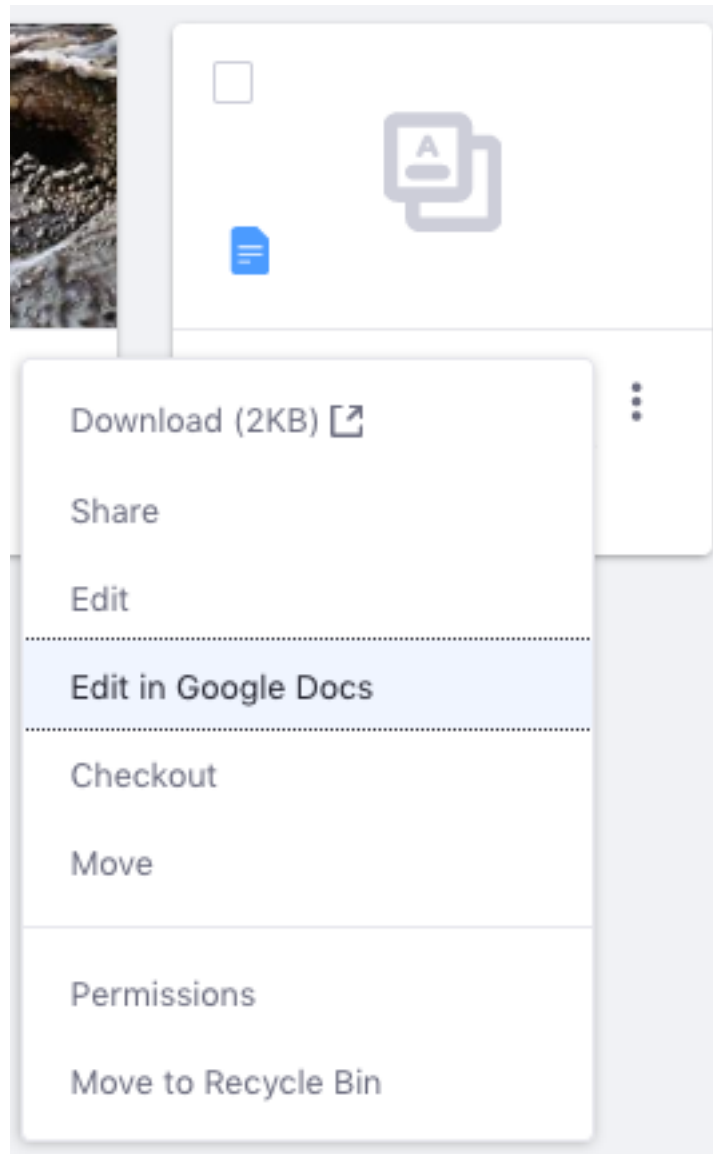 A
Download (2KB)
Share
Edit
Edit in Google Docs
Checkout
Move
Permissions
Move to Recycle Bin